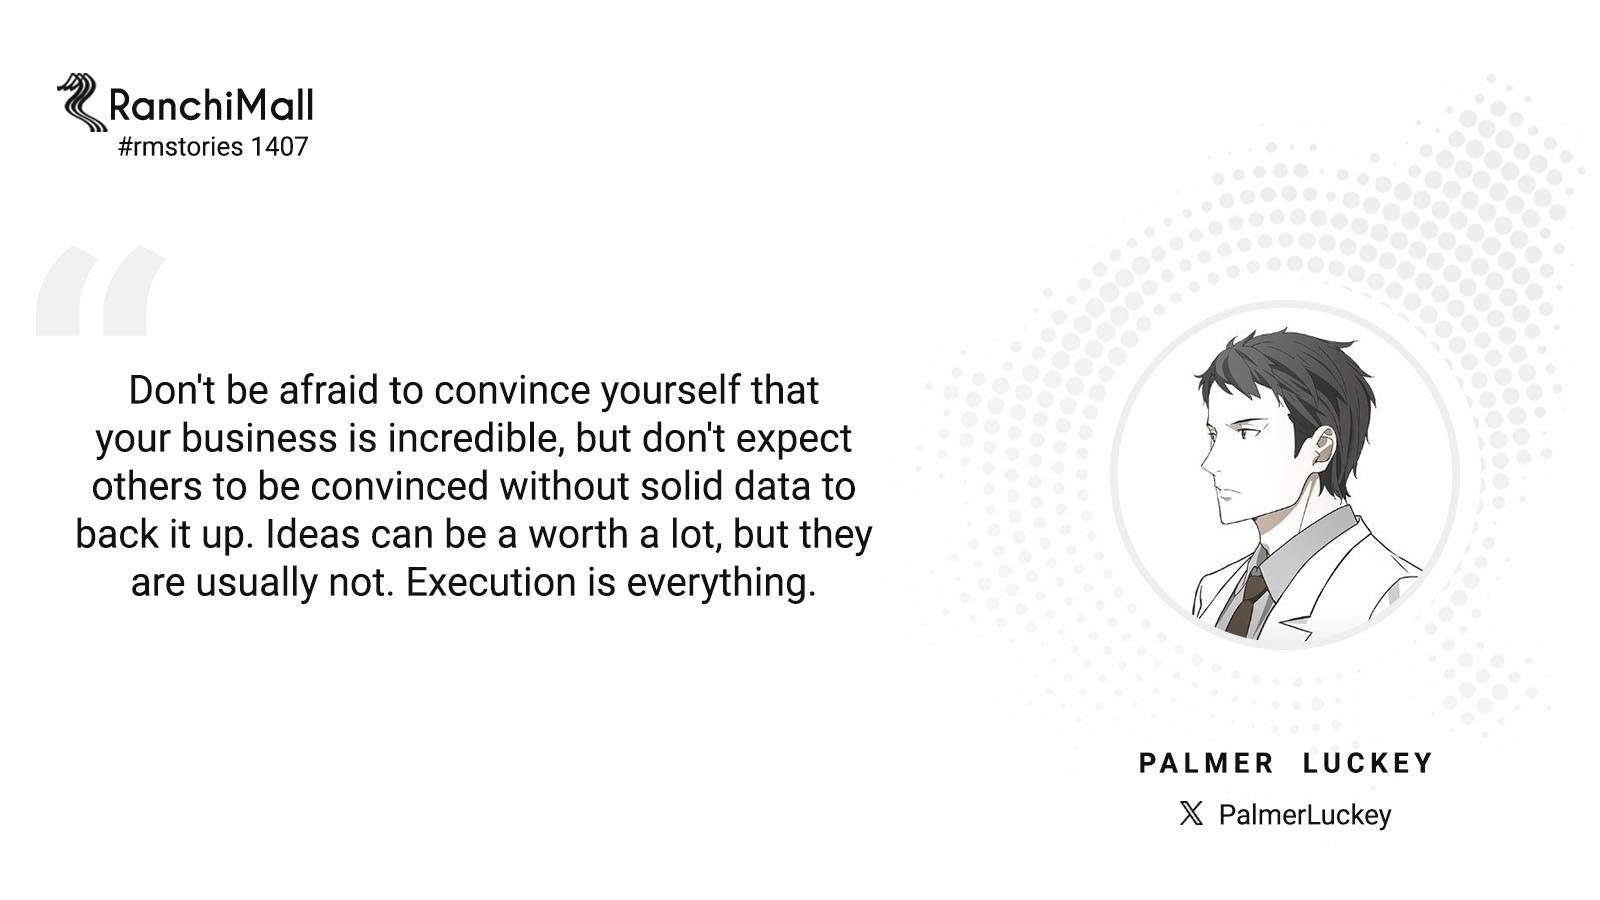 RanchiMall
#rmstories 1407
“
Don't be afraid to convince yourself that
your business is incredible, but don't expect
others to be convinced without solid data to
back it up. Ideas can be a worth a lot, but they
are usually not. Execution is everything.
PALMER LUCKEY
𝕏 PalmerLuckey